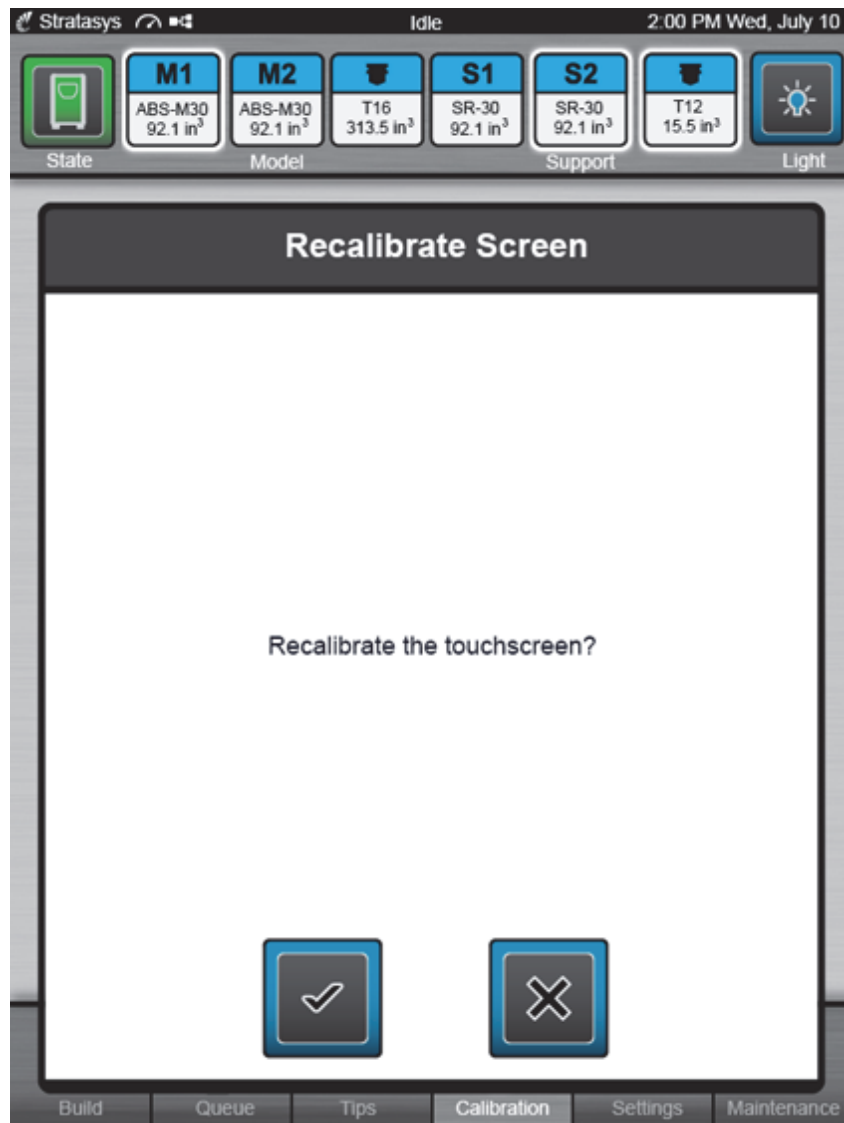 Stratasys Idle 2:00 PM Wed, July 10
M1 M2 S1 S2
ABS-M30 ABS-M30 T16 SR-30 SR-30 T12
92.1 in³ 92.1 in³ 313.5 in³ 92.1 in³ 92.1 in³ 15.5 in³
State Model Support Light
Recalibrate Screen
Recalibrate the touchscreen?
Build Queue Tips Calibration Settings Maintenance